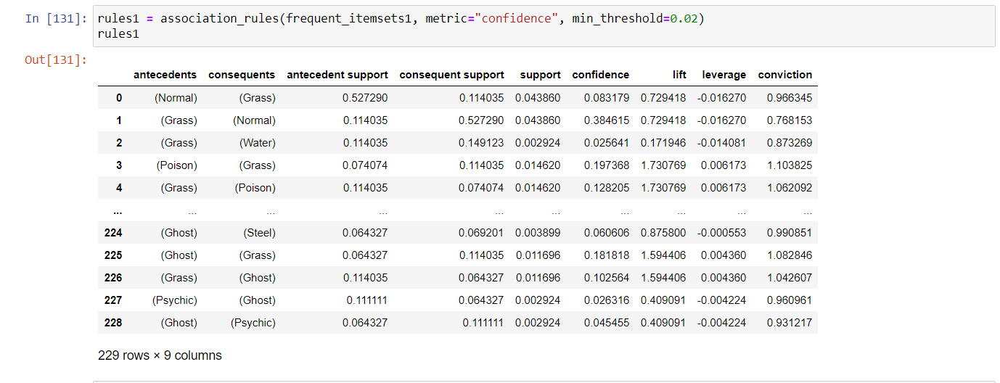 In [131]: rules1 = association_rules(frequent_itemsets1, metric="confidence", min_threshold=0.02)
rules1
Out[131]:
antecedents consequents antecedent support consequent support support confidence lift leverage conviction
0 (Normal) (Grass) 0.527290 0.114035 0.043860 0.083179 0.729418 -0.016270 0.966345
1 (Grass) (Normal) 0.114035 0.527290 0.043860 0.384615 0.729418 -0.016270 0.768153
2 (Grass) (Water) 0.114035 0.149123 0.002924 0.025641 0.171946 -0.014081 0.873269
3 (Poison) (Grass) 0.074074 0.114035 0.014620 0.197368 1.730769 0.006173 1.103825
4 (Grass) (Poison) 0.114035 0.074074 0.014620 0.128205 1.730769 0.006173 1.062092
... ... ... ... ... ... ... ... ... ...
224 (Ghost) (Steel) 0.064327 0.069201 0.003899 0.060606 0.875800 -0.000553 0.990851
225 (Ghost) (Grass) 0.064327 0.114035 0.011696 0.181818 1.594406 0.004360 1.082846
226 (Grass) (Ghost) 0.114035 0.064327 0.011696 0.102564 1.594406 0.004360 1.042607
227 (Psychic) (Ghost) 0.111111 0.064327 0.002924 0.026316 0.409091 -0.004224 0.960961
228 (Ghost) (Psychic) 0.064327 0.111111 0.002924 0.045455 0.409091 -0.004224 0.931217
229 rows × 9 columns